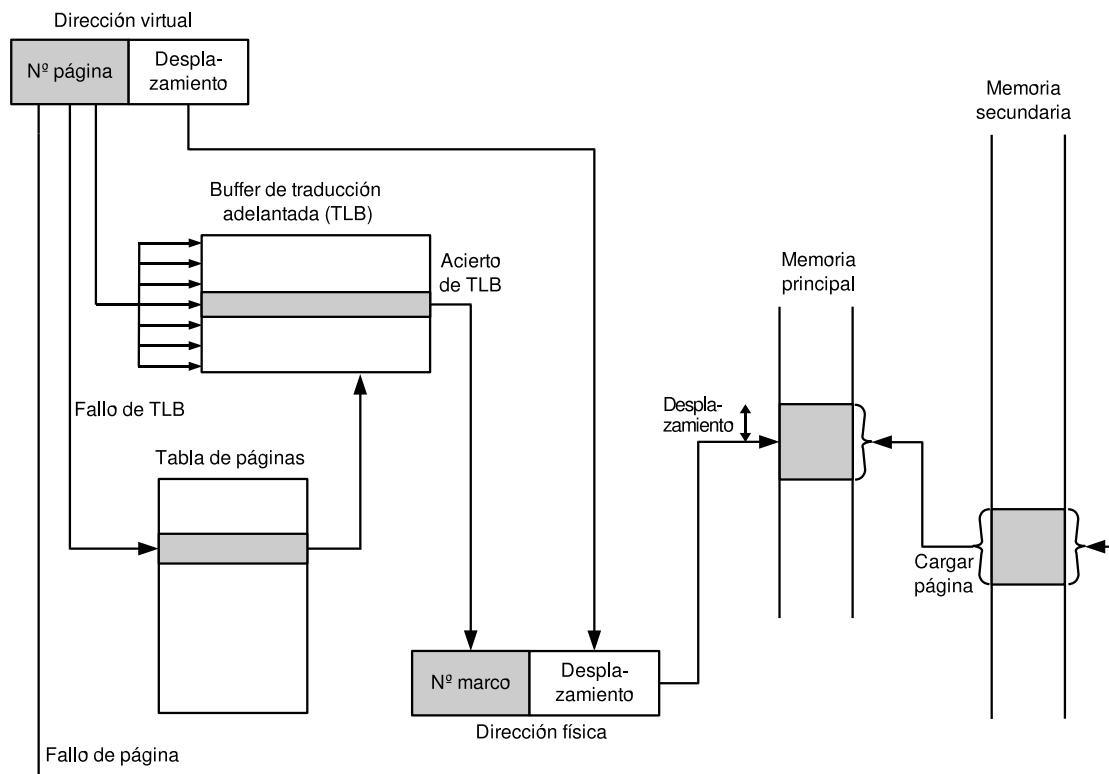 Dirección virtual
Nº página
Despla-
zamiento
Memoria
secundaria
Buffer de traducción
adelantada (TLB)
Acierto
de TLB
Memoria
principal
Fallo de TLB
Despla-
zamiento
Tabla de páginas
Cargar
página
Nº marco
Despla-
zamiento
Dirección física
Fallo de página